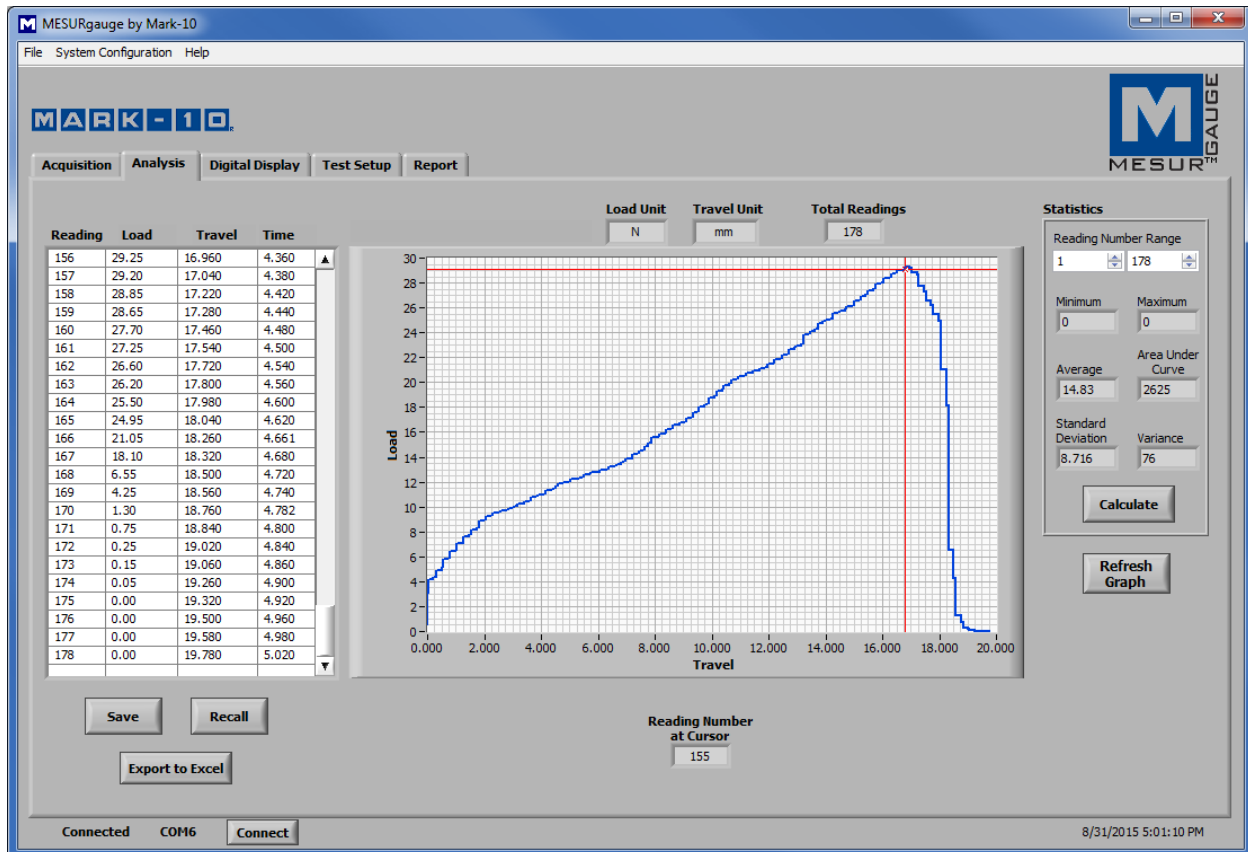 MESURgauge by Mark-10
File System Configuration Help
MARK-10®
M
MESUR™ GAUGE
Acquisition Analysis Digital Display Test Setup Report
Load Unit Travel Unit Total Readings
N mm 178
Reading Load Travel Time
156 29.25 16.960 4.360
157 29.20 17.040 4.380
158 28.85 17.220 4.420
159 28.65 17.280 4.440
160 27.70 17.460 4.480
161 27.25 17.540 4.500
162 26.60 17.720 4.540
163 26.20 17.800 4.560
164 25.50 17.980 4.600
165 24.95 18.040 4.620
166 21.05 18.260 4.661
167 18.10 18.320 4.680
168 6.55 18.500 4.720
169 4.25 18.560 4.740
170 1.30 18.760 4.782
171 0.75 18.840 4.800
172 0.25 19.020 4.840
173 0.15 19.060 4.860
174 0.05 19.260 4.900
175 0.00 19.320 4.920
176 0.00 19.500 4.960
177 0.00 19.580 4.980
178 0.00 19.780 5.020
Save Recall
Export to Excel
30
28
26
24
22
20
18
16
14
12
10
8
6
4
2
0
Load
0.000 2.000 4.000 6.000 8.000 10.000 12.000 14.000 16.000 18.000 20.000
Travel
Reading Number
at Cursor
155
Statistics
Reading Number Range
1 178
Minimum Maximum
0 0
Average Area Under
Curve
14.83 2625
Standard
Deviation Variance
8.716 76
Calculate
Refresh
Graph
Connected COM6 Connect
8/31/2015 5:01:10 PM